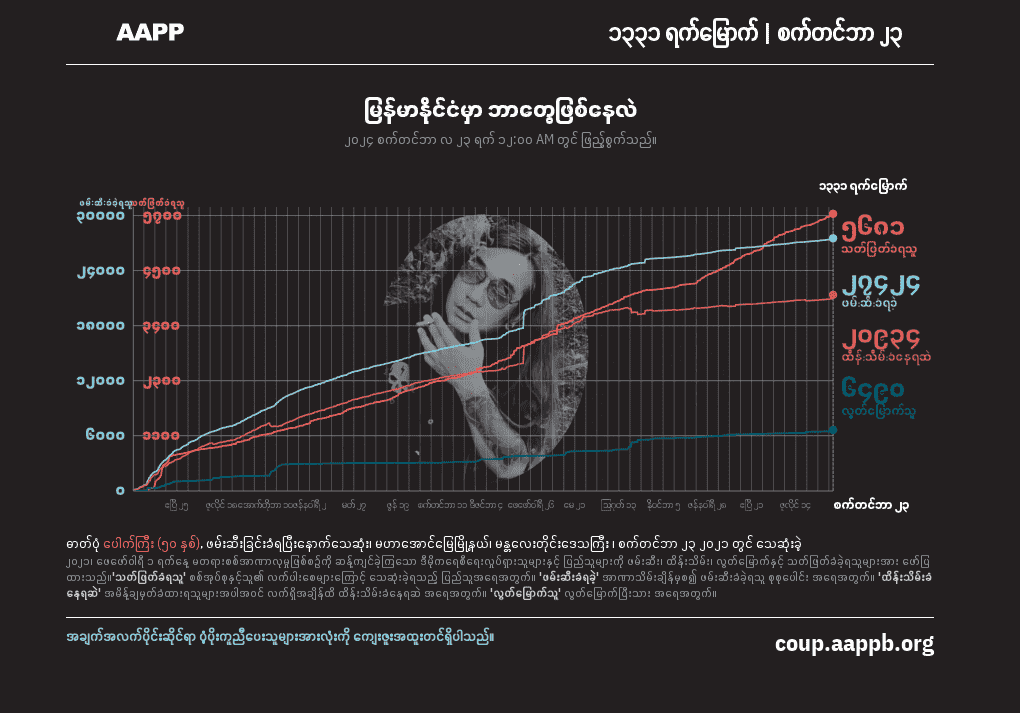 AAPP
၁၃၃၁ ရက်မြောက် | စက်တင်ဘာ ၂၃
မြန်မာနိုင်ငံမှာ ဘာတွေဖြစ်နေလဲ
၂၀၂၄ စက်တင်ဘာ လ ၂၃ ရက် ၁၂:၀၀ AM တွင် ဖြည့်စွက်သည်။
၁၃၃၁ ရက်မြောက်
ဖမ်းဆီးခံခဲ့ရသူ
သက်ဖြတ်ခံရသူ
၃၀၀၀၀ ၅၇၀၀
၂၄၀၀၀ ၄၅၀၀
၁၈၀၀၀ ၃၄၀၀
၁၂၀၀၀ ၂၃၀၀
၆၀၀၀ ၁၁၀၀
၀
၅၆၈၁
သတ်ဖြတ်ခံရသူ
၂၇၄၂၄
ဖမ်းဆီးခံရခဲ့
၂၀၉၃၄
ထိန်းသိမ်းခံနေရဆဲ
၆၄၉၀
လွတ်မြောက်သူ
ဧပြီ ၂၅ ဇူလိုင် ၁၈ အောက်တိုဘာ ၁၀ ဇန်နဝါရီ ၂ မတ် ၂၇ ဇွန် ၁၉ စက်တင်ဘာ ၁၁ ဒီဇင်ဘာ ၄ ဖေဖော်ဝါရီ ၂၆ မေ ၂၁ ဩဂုတ် ၁၃ နိုဝင်ဘာ ၅ ဇန်နဝါရီ ၂၈ ဧပြီ ၂၁ ဇူလိုင် ၁၄ စက်တင်ဘာ ၂၃
ဓာတ်ပုံ ပေါက်ကြီး (၅၀ နှစ်), ဖမ်းဆီးခြင်းခံရပြီးနောက်သေဆုံး၊ မဟာအောင်မြေမြို့နယ်၊ မန္တလေးတိုင်းဒေသကြီး ၊ စက်တင်ဘာ ၂၃ ၂၀၂၁ တွင် သေဆုံးခဲ့
၂၀၂၁၊ ဖေဖော်ဝါရီ ၁ ရက်နေ့ မတရားစစ်အာဏာလုမှုဖြစ်စဉ်ကို ဆန့်ကျင်ခဲ့ကြသော ဒီမိုကရေစီရေးလှုပ်ရှားသူများနှင့် ပြည်သူများကို ဖမ်းဆီး၊ ထိန်းသိမ်း၊ လွတ်မြောက်နှင့် သတ်ဖြတ်ခံခဲ့ရသူများအား ဖော်ပြ
ထားသည်။'သတ်ဖြတ်ခံရသူ' စစ်အုပ်စုနှင့်သူ၏ လက်ပါးစေများကြောင့် သေဆုံးခဲ့ရသည့် ပြည်သူအရေအတွက်။ 'ဖမ်းဆီးခံရခဲ့' အာဏာသိမ်းချိန်မှစ၍ ဖမ်းဆီးခံခဲ့ရသူ စုစုပေါင်း အရေအတွက်။ 'ထိန်းသိမ်းခံ
နေရဆဲ' အမိန့်ချမှတ်ခံထားရသူများအပါအဝင် လက်ရှိအချိန်ထိ ထိန်းသိမ်းခံနေရဆဲ အရေအတွက်။ 'လွတ်မြောက်သူ' လွတ်မြောက်ပြီးသား အရေအတွက်။
အချက်အလက်ပိုင်းဆိုင်ရာ ပံ့ပိုးကူညီပေးသူများအားလုံးကို ကျေးဇူးအထူးတင်ရှိပါသည်။
coup.aappb.org